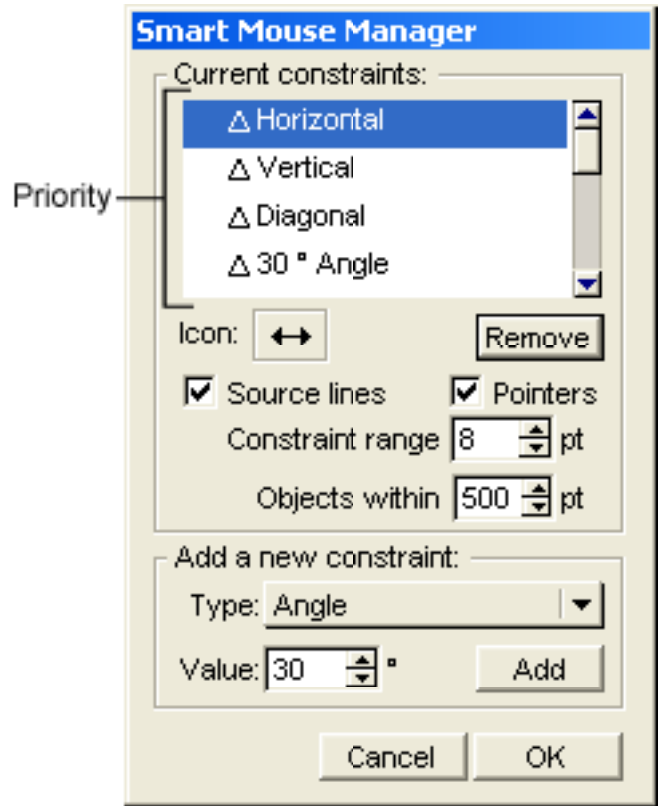 Smart Mouse Manager
Current constraints:
△ Horizontal
△ Vertical
Priority
△ Diagonal
△ 30 ° Angle
Icon: Remove
Source lines Pointers
Constraint range 8 pt
Objects within 500 pt
Add a new constraint:
Type: Angle
Value: 30 ° Add
Cancel OK